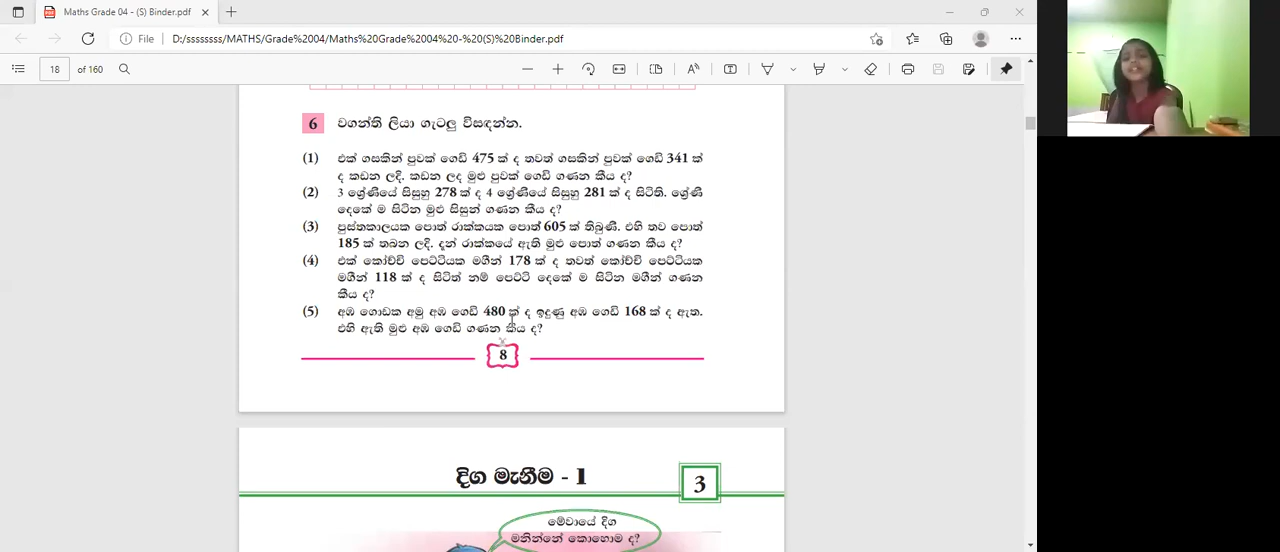 Maths Grade 04 - (S) Binder.pdf
File D:/ssssssss/MATHS/Grade%2004/Maths%20Grade%2004%20-%20(S)%20Binder.pdf
18 of 160
6 වගන්ති ලියා ගැටලු විසඳන්න.
(1) එක් ගසකින් පුවක් ගෙඩි 475 ක් ද තවත් ගසකින් පුවක් ගෙඩි 341 ක්
ද කඩන ලදි. කඩන ලද මුළු පුවක් ගෙඩි ගණන කීය ද?
(2) 3 ශ්‍රේණියේ සිසුහු 278 ක් ද 4 ශ්‍රේණියේ සිසුහු 281 ක් ද සිටිති. ශ්‍රේණි
දෙකේ ම සිටින මුළු සිසුන් ගණන කීය ද?
(3) පුස්තකාලයක පොත් රාක්කයක පොත් 605 ක් තිබුණි. එහි තව පොත්
185 ක් තබන ලදි. දැන් රාක්කයේ ඇති මුළු පොත් ගණන කීය ද?
(4) එක් කෝච්චි පෙට්ටියක මගීන් 178 ක් ද තවත් කෝච්චි පෙට්ටියක
මගීන් 118 ක් ද සිටිත් නම් පෙට්ටි දෙකේ ම සිටින මගීන් ගණන
කීය ද?
(5) අඹ ගොඩක අමු අඹ ගෙඩි 480 ක් ද ඉදුණු අඹ ගෙඩි 168 ක් ද ඇත.
එහි ඇති මුළු අඹ ගෙඩි ගණන කීය ද?
8
දිග මැනීම - 1
3
මේවායේ දිග
මනින්නේ කොහොම ද?